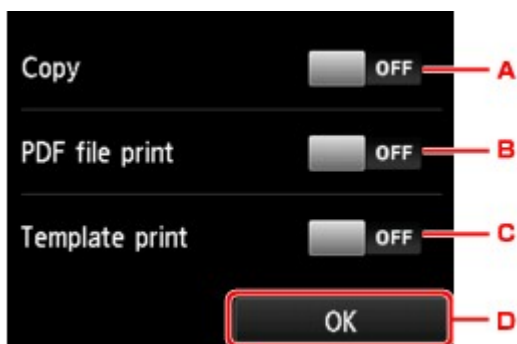 Copy OFF A
PDF file print OFF B
Template print OFF C
OK D